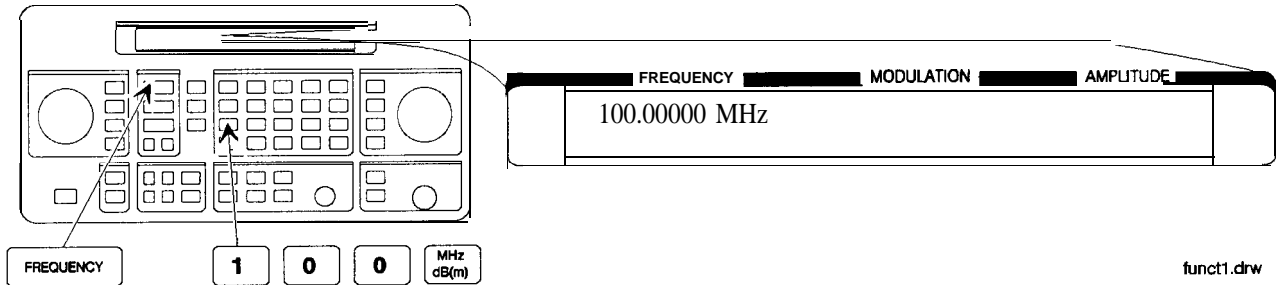 FREQUENCY MODULATION AMPLITUDE
100.00000 MHz
FREQUENCY 1 0 0 MHz
dB(m)
funct1.drw